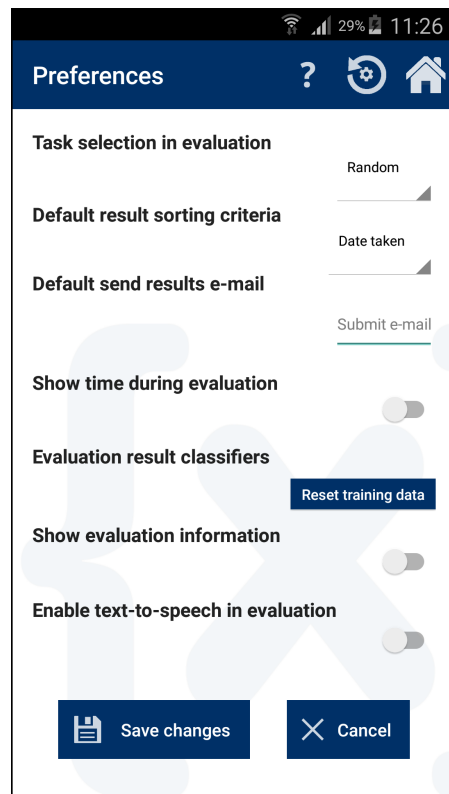 29% 11:26
Preferences ?
Task selection in evaluation
Random
Default result sorting criteria
Date taken
Default send results e-mail
Submit e-mail
Show time during evaluation
Evaluation result classifiers
Reset training data
Show evaluation information
Enable text-to-speech in evaluation
Save changes Cancel